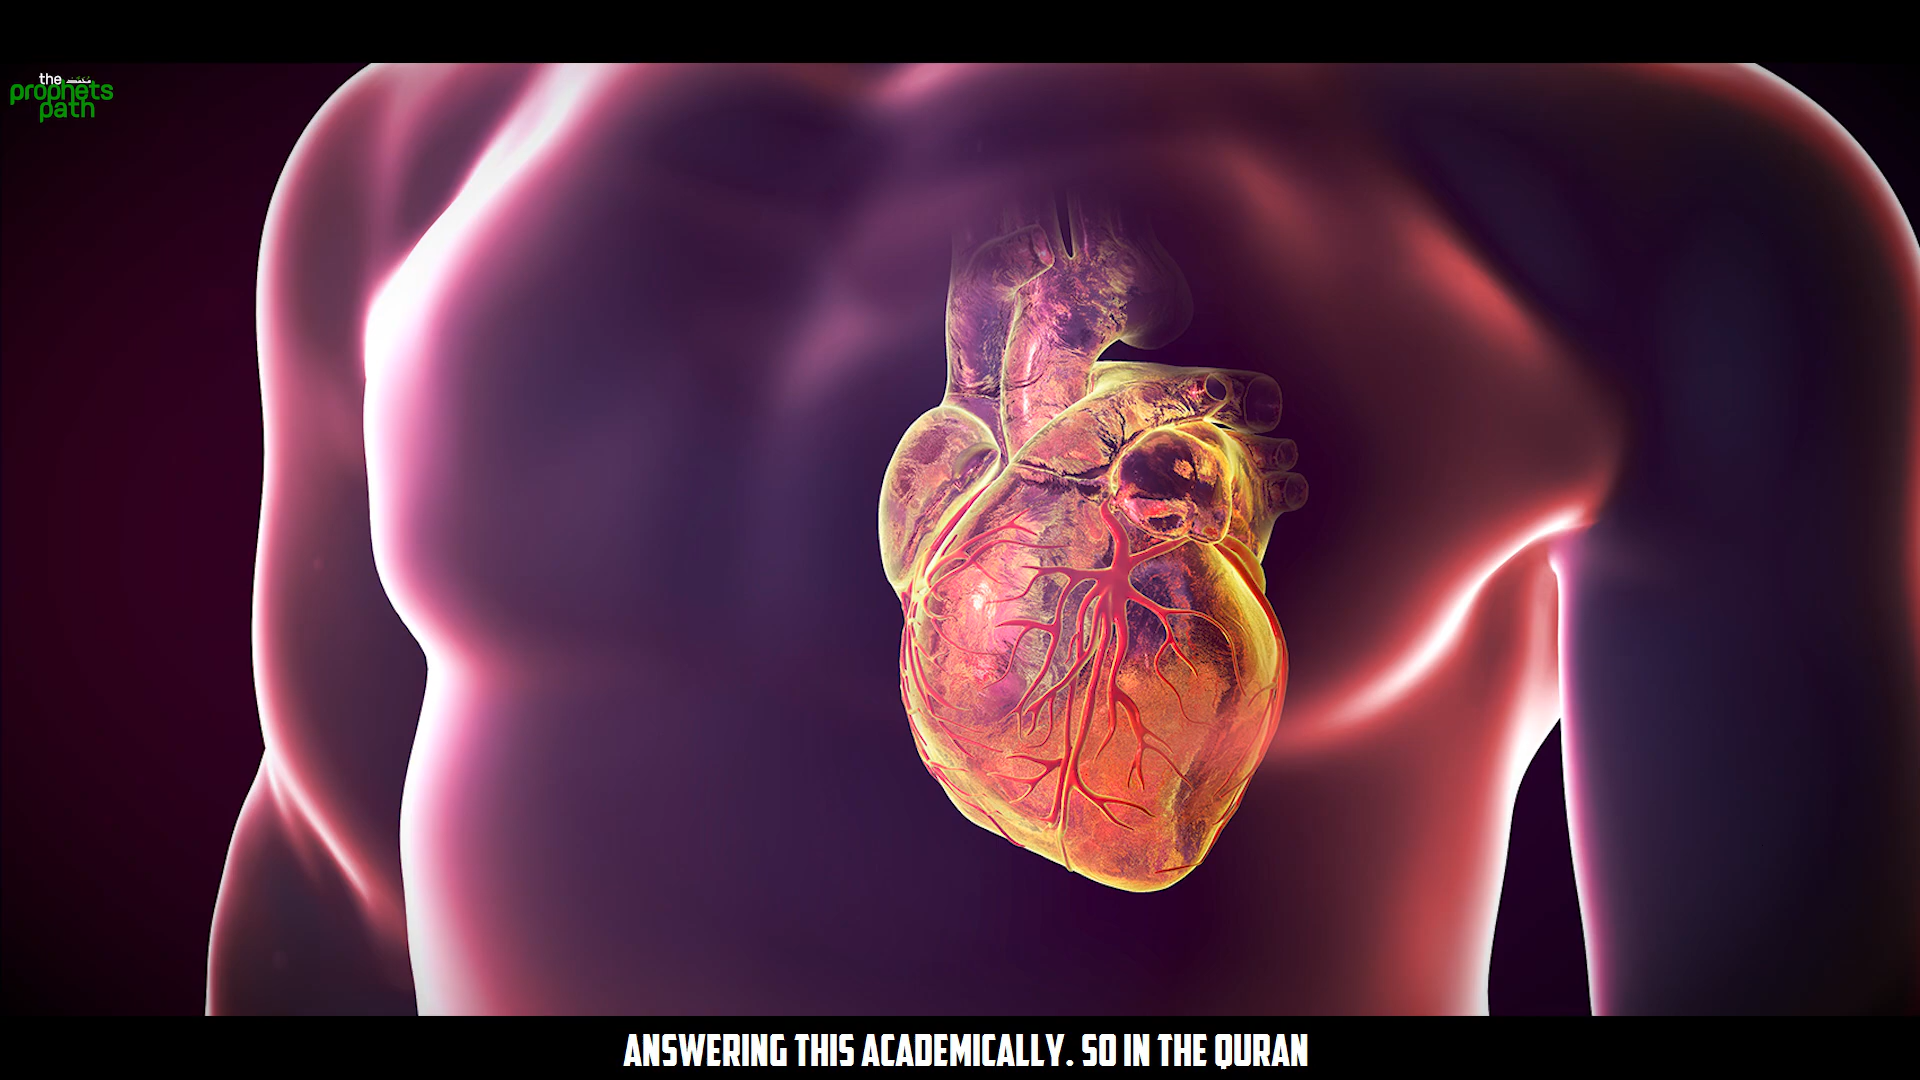 the
prophets
path
ANSWERING THIS ACADEMICALLY. SO IN THE QURAN